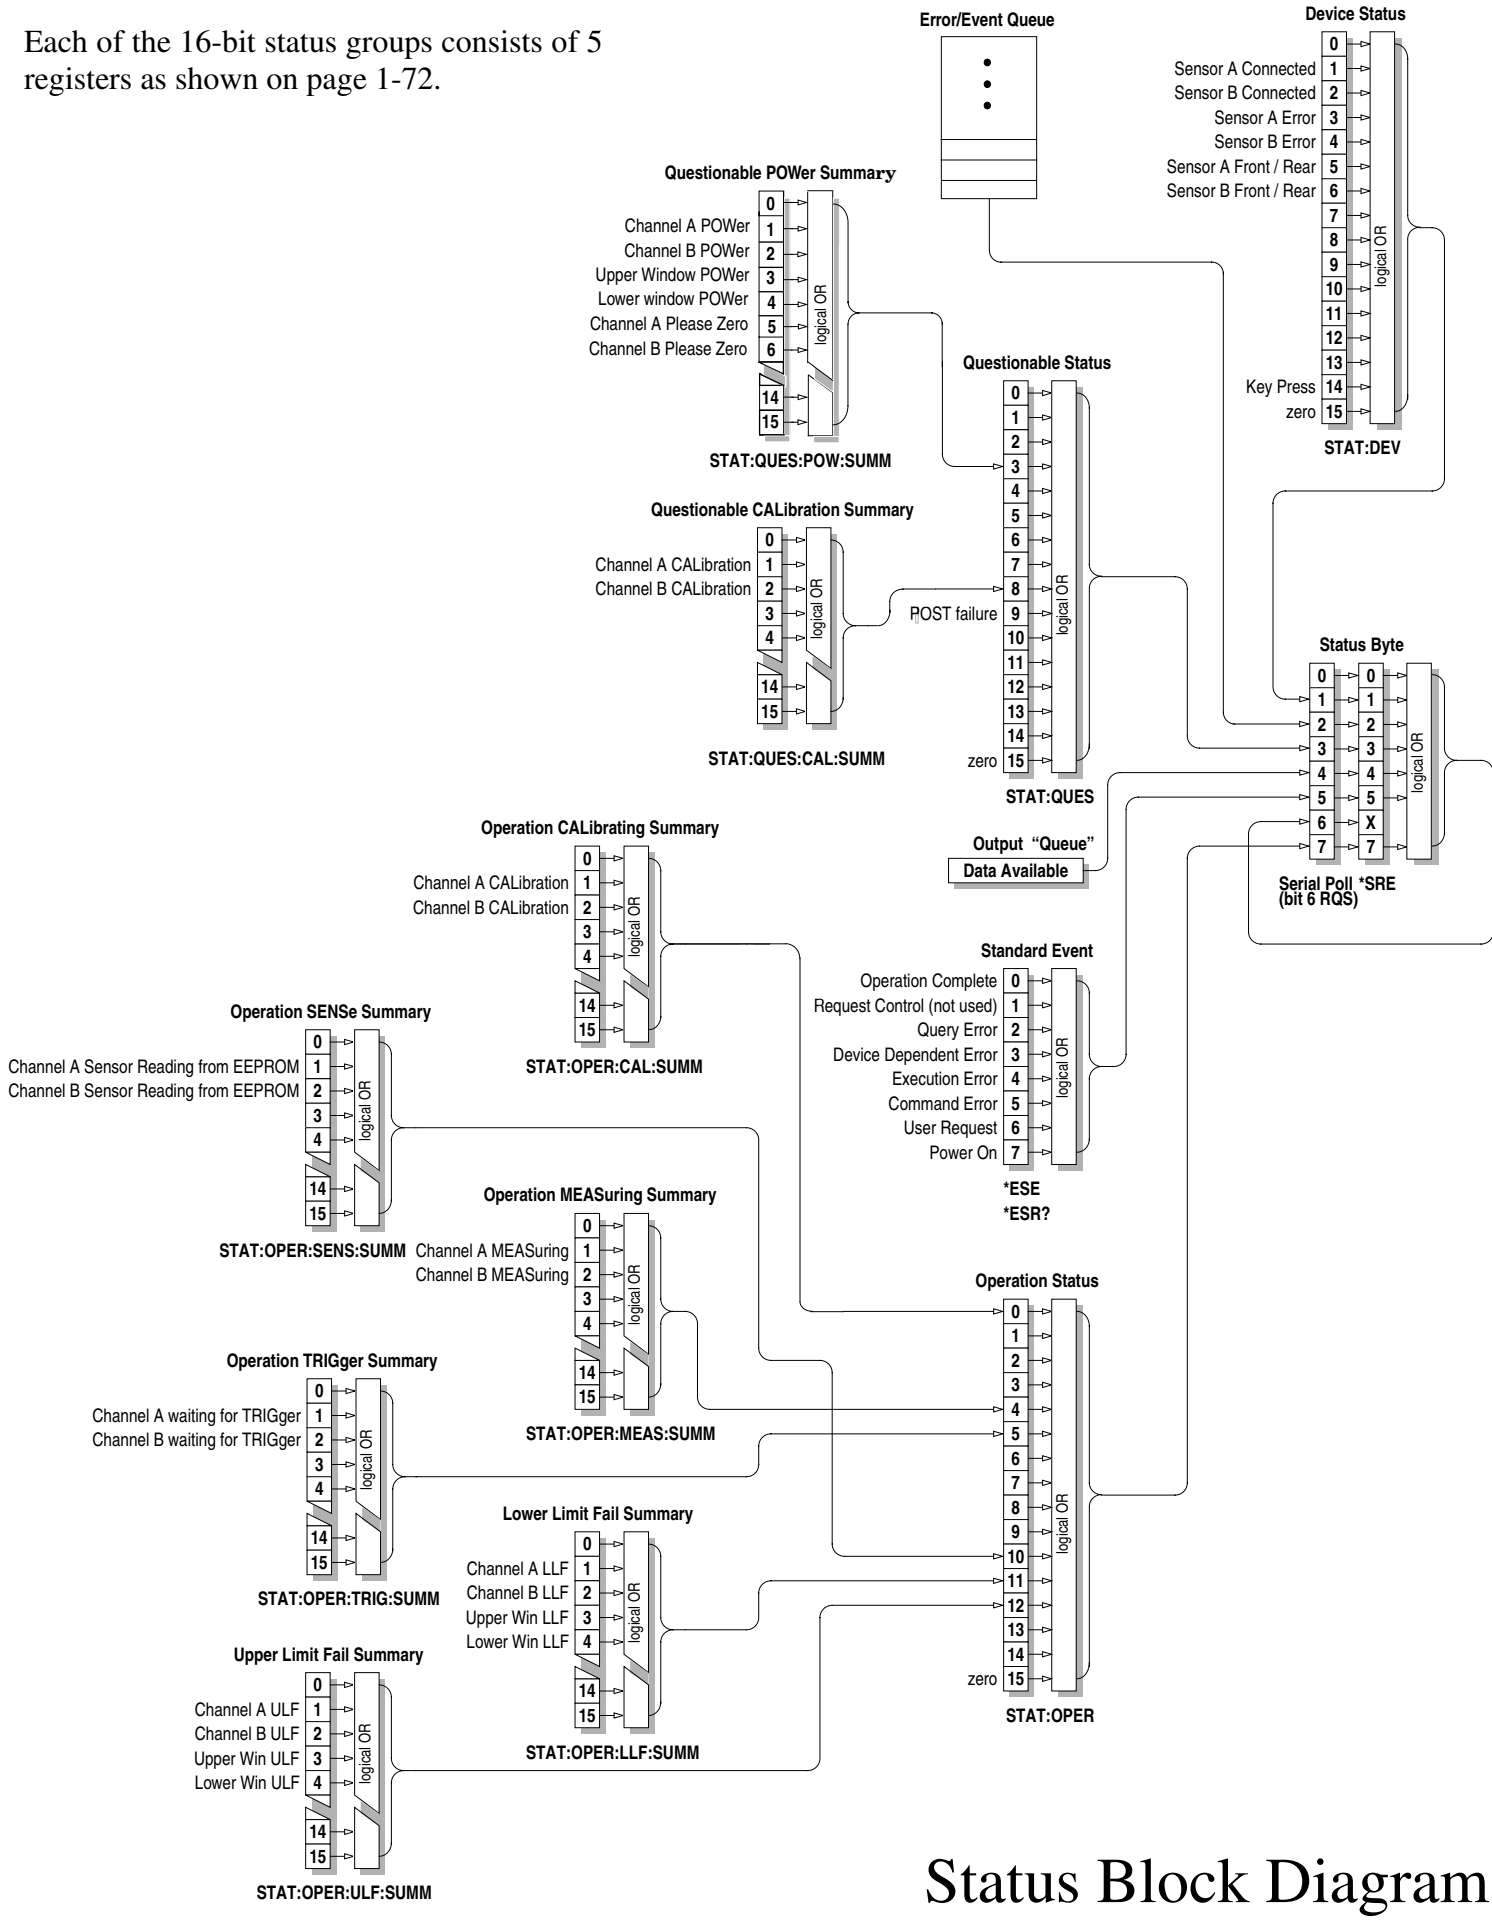 Each of the 16-bit status groups consists of 5
registers as shown on page 1-72.
Error/Event Queue
Device Status
0
Sensor A Connected 1
Sensor B Connected 2
Sensor A Error 3
Sensor B Error 4
Sensor A Front / Rear 5
Sensor B Front / Rear 6
7
8
9
10
11
12
13
Key Press 14
zero 15
logical OR
STAT:DEV
Questionable POWer Summary
0
Channel A POWer 1
Channel B POWer 2
Upper Window POWer 3
Lower window POWer 4
Channel A Please Zero 5
Channel B Please Zero 6
14
15
logical OR
STAT:QUES:POW:SUMM
Questionable Status
0
1
2
3
4
5
6
7
8
POST failure 9
10
11
12
13
14
zero 15
logical OR
STAT:QUES
Questionable CALibration Summary
0
Channel A CALibration 1
Channel B CALibration 2
3
4
14
15
logical OR
STAT:QUES:CAL:SUMM
Status Byte
0 0
1 1
2 2
3 3
4 4
5 5
6 X
7 7
logical OR
Serial Poll *SRE
(bit 6 RQS)
Output “Queue”
Data Available
Operation CALibrating Summary
0
Channel A CALibration 1
Channel B CALibration 2
3
4
14
15
logical OR
STAT:OPER:CAL:SUMM
Standard Event
Operation Complete 0
Request Control (not used) 1
Query Error 2
Device Dependent Error 3
Execution Error 4
Command Error 5
User Request 6
Power On 7
logical OR
*ESE
*ESR?
Operation SENSe Summary
0
Channel A Sensor Reading from EEPROM 1
Channel B Sensor Reading from EEPROM 2
3
4
14
15
logical OR
STAT:OPER:SENS:SUMM
Operation MEASuring Summary
0
Channel A MEASuring 1
Channel B MEASuring 2
3
4
14
15
logical OR
STAT:OPER:MEAS:SUMM
Operation Status
0
1
2
3
4
5
6
7
8
9
10
11
12
13
14
zero 15
logical OR
STAT:OPER
Operation TRIGger Summary
0
Channel A waiting for TRIGger 1
Channel B waiting for TRIGger 2
3
4
14
15
logical OR
STAT:OPER:TRIG:SUMM
Lower Limit Fail Summary
0
Channel A LLF 1
Channel B LLF 2
Upper Win LLF 3
Lower Win LLF 4
14
15
logical OR
STAT:OPER:LLF:SUMM
Upper Limit Fail Summary
0
Channel A ULF 1
Channel B ULF 2
Upper Win ULF 3
Lower Win ULF 4
14
15
logical OR
STAT:OPER:ULF:SUMM
Status Block Diagram